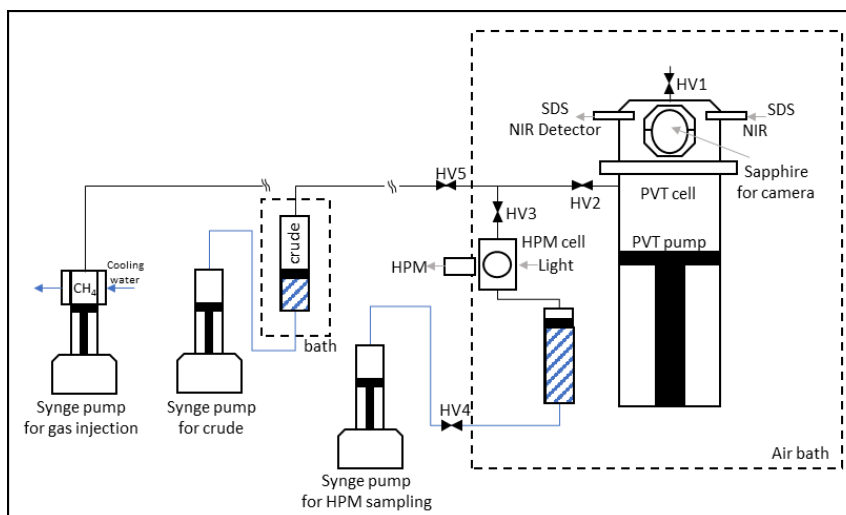 HV1
SDS
NIR Detector
SDS
NIR
Sapphire
for camera
HV5
HV2
PVT cell
HV3
crude
HPM cell
PVT pump
Cooling
water
HPM
Light
CH₄
bath
HV4
Synge pump
for gas injection
Synge pump
for crude
Synge pump
for HPM sampling
Air bath